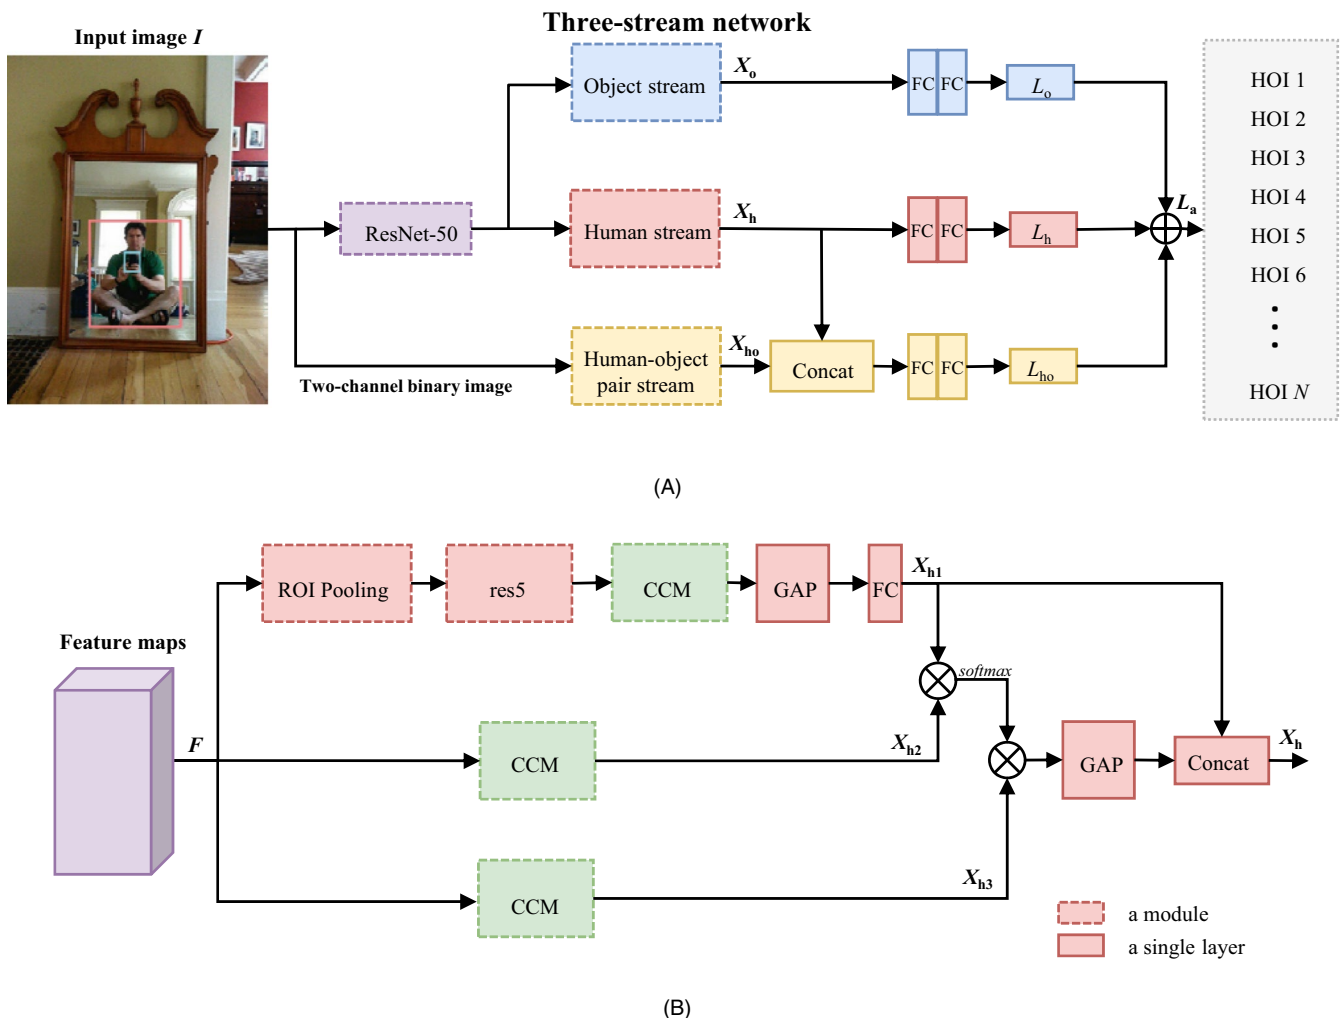 Three-stream network
Input image I
Object stream
Xo
FC FC
Lo
HOI 1
HOI 2
HOI 3
HOI 4
HOI 5
HOI 6
HOI N
ResNet-50
Human stream
Xh
FC FC
Lh
La
Two-channel binary image
Human-object
pair stream
Xho
Concat
FC FC
Lho
(A)
ROI Pooling
res5
CCM
GAP
FC
Xh1
Feature maps
softmax
F
CCM
Xh2
GAP
Concat
Xh
CCM
Xh3
a module
a single layer
(B)